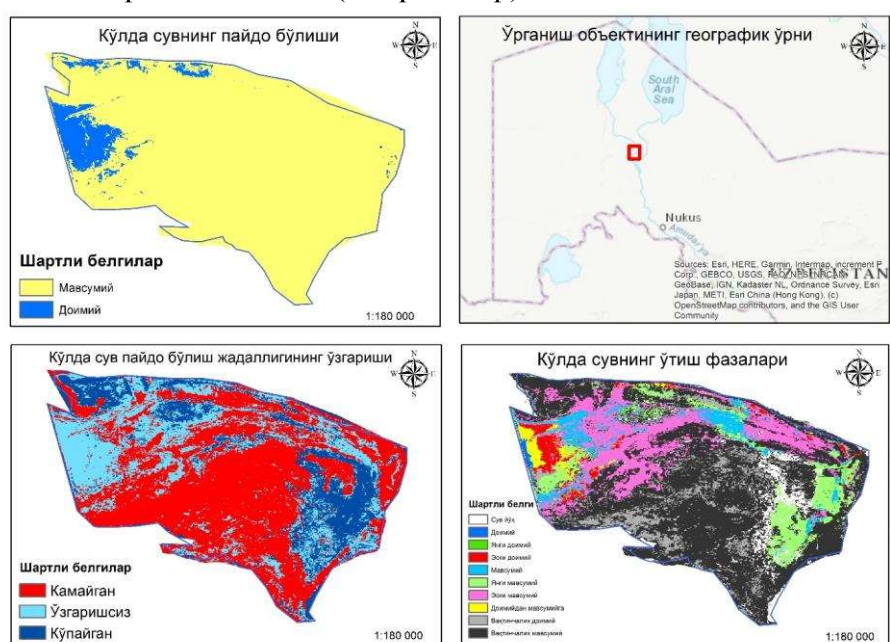 Кўлда сувнинг пайдо бўлиши
N
W E
S
Шартли белгилар
Мавсумий
Доимий
1:180 000
Ўрганиш объектининг географик ўрни
N
W E
S
South
Aral
Sea
Nukus
Amudar'ya
Sources: Esri, HERE, Garmin, Intermap, increment P
Corp., GEBCO, USGS, FAO, NPS, NRCAN,
GeoBase, IGN, Kadaster NL, Ordnance Survey, Esri
Japan, METI, Esri China (Hong Kong), (c)
OpenStreetMap contributors, and the GIS User
Community
Кўлда сув пайдо бўлиш жадаллигининг ўзгариши
N
W E
S
Шартли белгилар
Камайган
Ўзгаришсиз
Кўпайган
1:180 000
Кўлда сувнинг ўтиш фазалари
N
W E
S
Шартли белги
Сув йўқ
Доимий
Янги доимий
Эски доимий
Мавсумий
Янги мавсумий
Эски мавсумий
Доимийдан мавсумийга
Вақтинчалик доимий
Вақтинчалик мавсумий
1:180 000